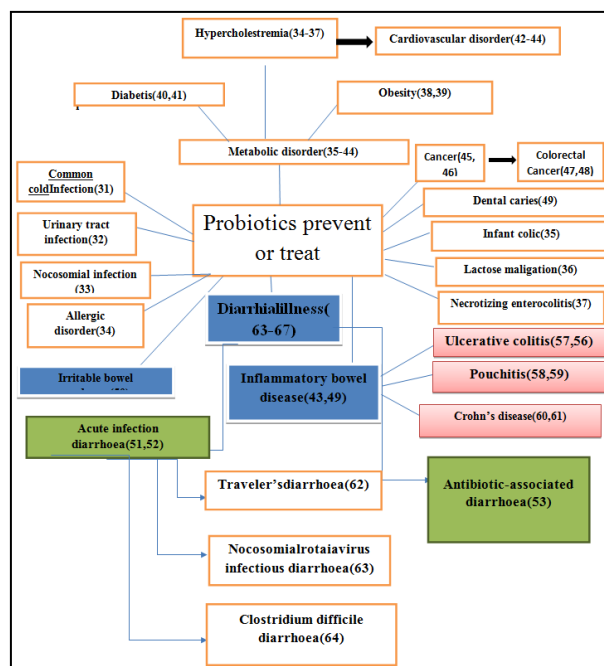 Hypercholestremia(34-37)
Cardiovascular disorder(42-44)
Diabetis(40,41)
Obesity(38,39)
Metabolic disorder(35-44)
Cancer(45,
46)
Colorectal
Cancer(47,48)
Common
coldInfection(31)
Dental caries(49)
Probiotics prevent
or treat
Urinary tract
infection(32)
Infant colic(35)
Nocosomial infection
(33)
Lactose maligation(36)
Necrotizing enterocolitis(37)
Allergic
disorder(34)
Diarrhialillness(
63-67)
Ulcerative colitis(57,56)
Irritable bowel
Inflammatory bowel
disease(43,49)
Pouchitis(58,59)
Crohn’s disease(60,61)
Acute infection
diarrhoea(51,52)
Traveler’sdiarrhoea(62)
Antibiotic-associated
diarrhoea(53)
Nocosomialrotaiavirus
infectious diarrhoea(63)
Clostridium difficile
diarrhoea(64)